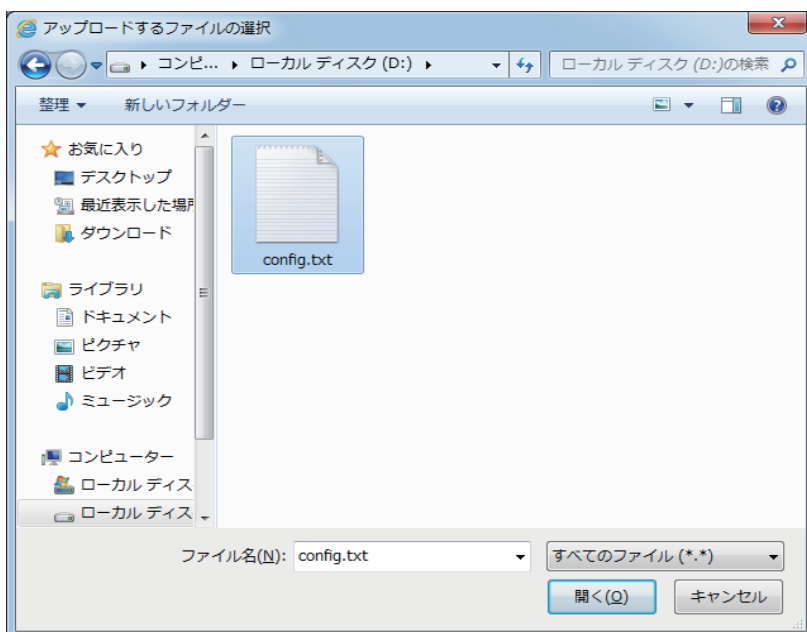 アップロードするファイルの選択
コンピ... ローカル ディスク (D:)
ローカル ディスク (D:)の検索
整理 新しいフォルダー
お気に入り
デスクトップ
最近表示した場所
ダウンロード
config.txt
ライブラリ
ドキュメント
ピクチャ
ビデオ
ミュージック
コンピューター
ローカル ディス
ローカル ディス
ファイル名(N): config.txt
すべてのファイル (*.*)
開く(O) キャンセル